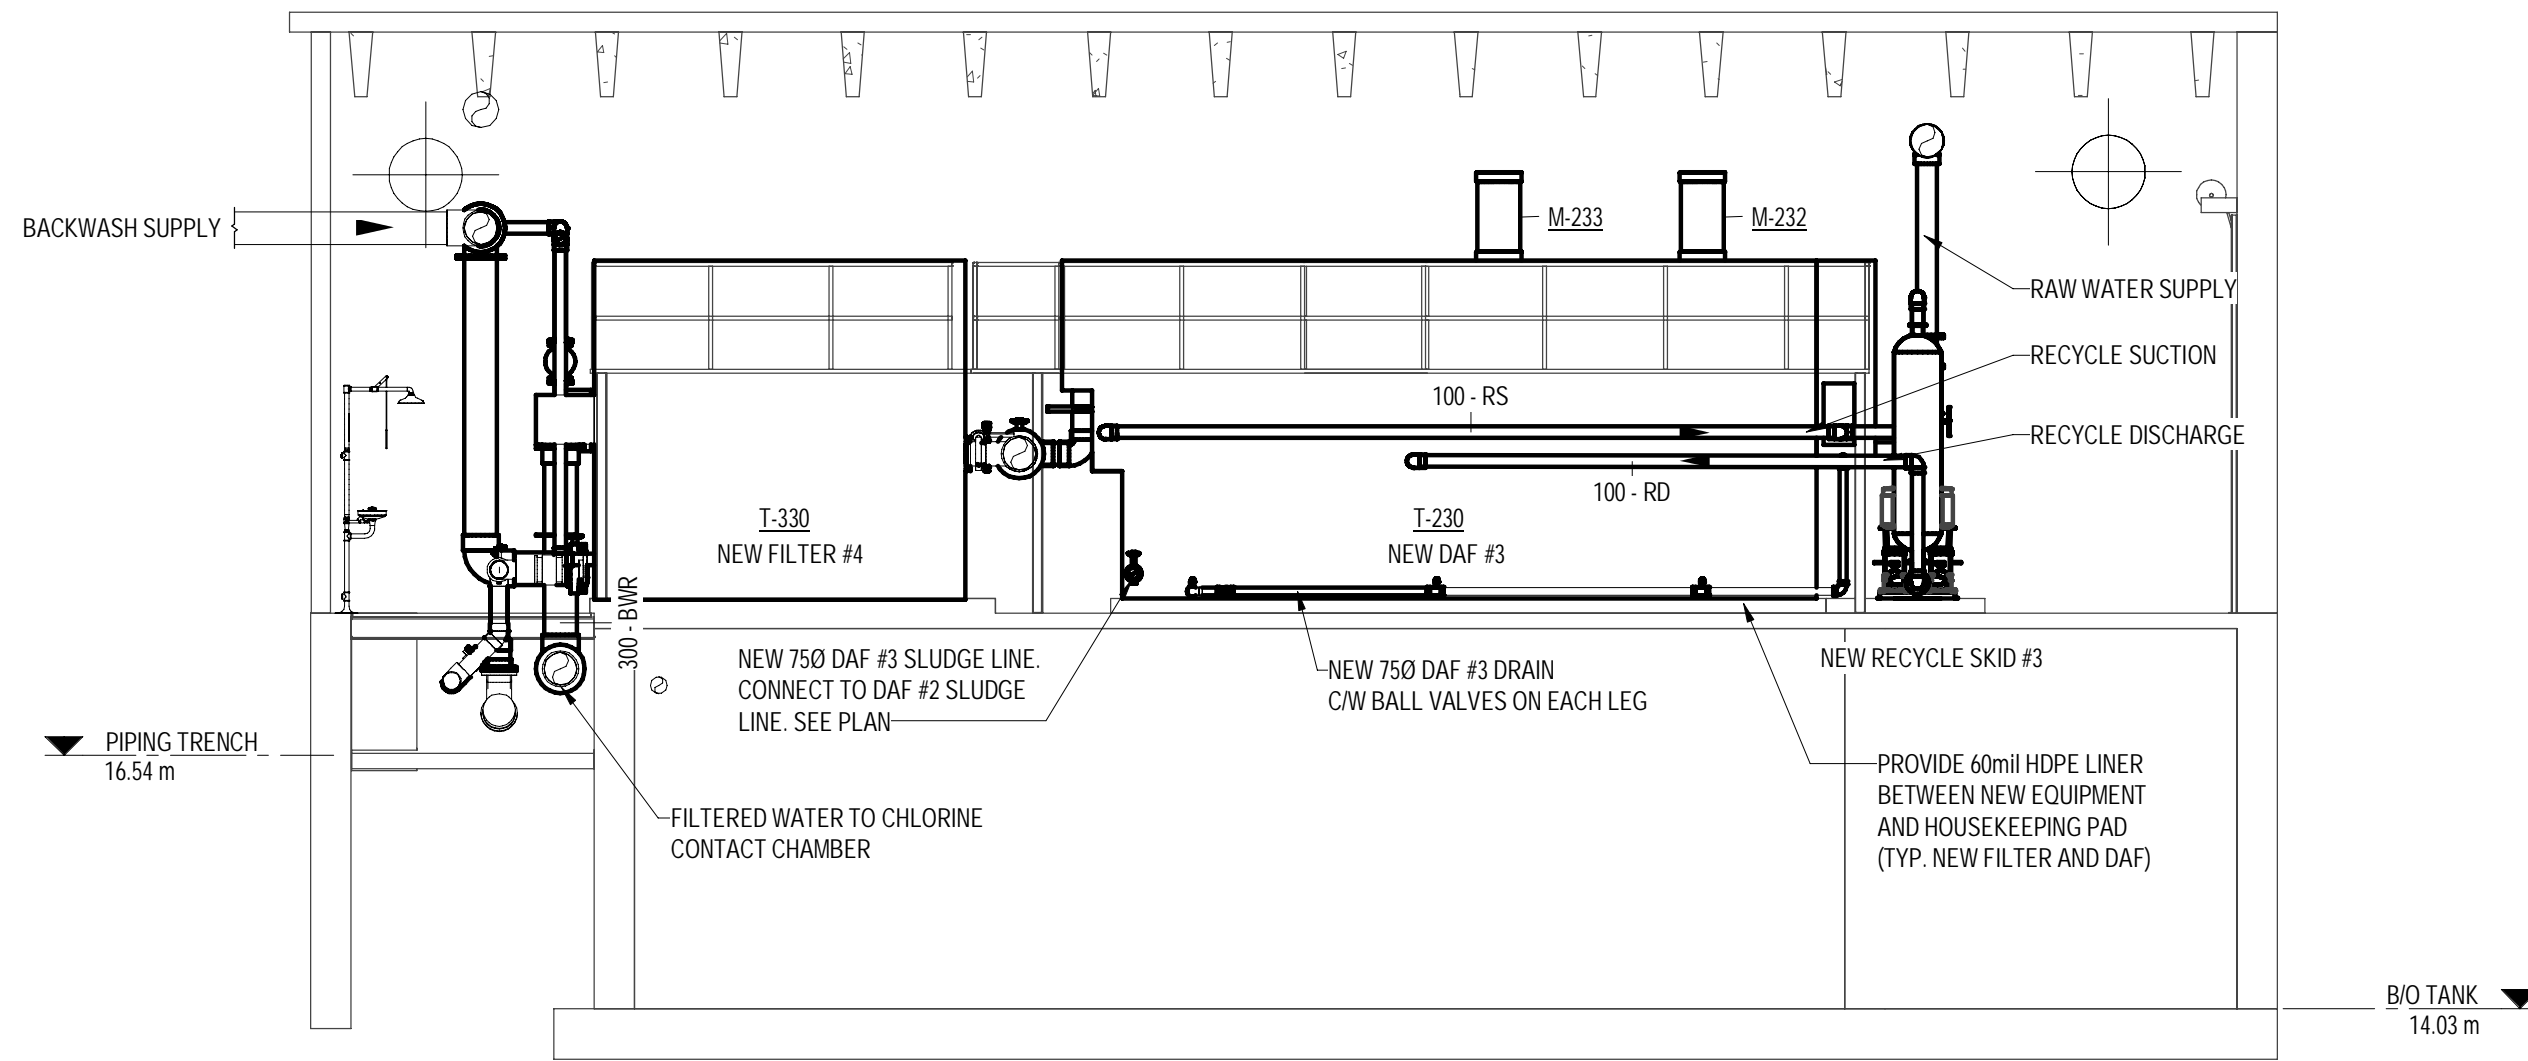 M-233
M-232
BACKWASH SUPPLY
RAW WATER SUPPLY
RECYCLE SUCTION
100 - RS
RECYCLE DISCHARGE
100 - RD
T-330
NEW FILTER #4
T-230
NEW DAF #3
300 - BWR
NEW 75Ø DAF #3 SLUDGE LINE.
CONNECT TO DAF #2 SLUDGE
LINE. SEE PLAN
NEW 75Ø DAF #3 DRAIN
C/W BALL VALVES ON EACH LEG
NEW RECYCLE SKID #3
PIPING TRENCH
16.54 m
PROVIDE 60mil HDPE LINER
BETWEEN NEW EQUIPMENT
AND HOUSEKEEPING PAD
(TYP. NEW FILTER AND DAF)
FILTERED WATER TO CHLORINE
CONTACT CHAMBER
B/O TANK
14.03 m